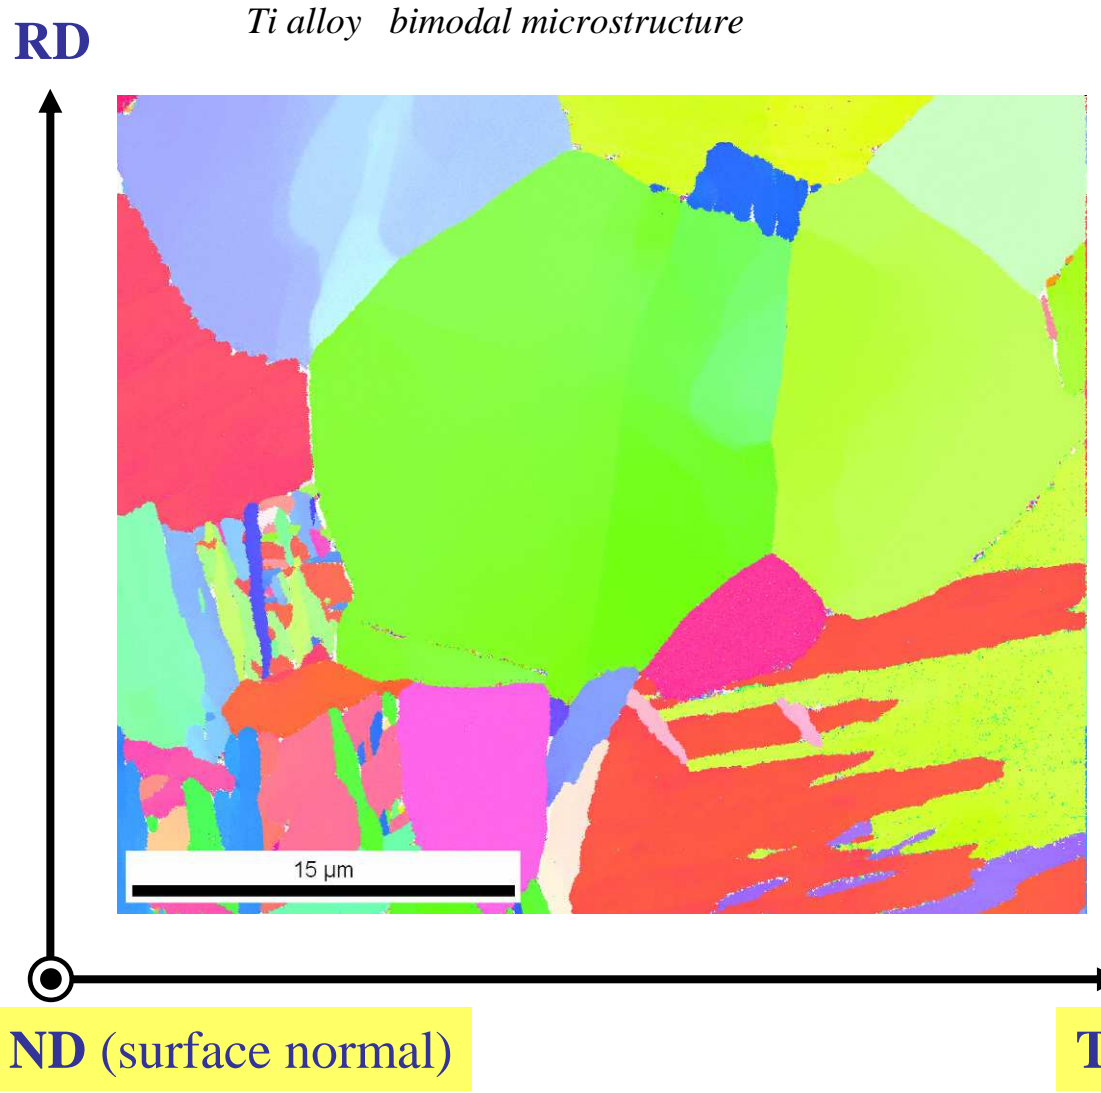 Ti alloy bimodal microstructure
RD
15 µm
ND (surface normal)
T